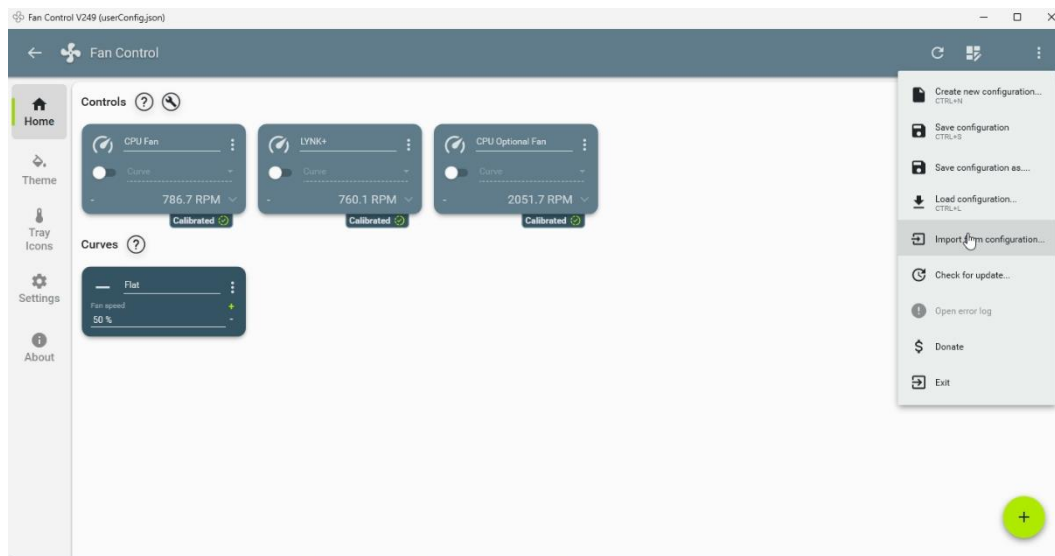 Fan Control V249 (userConfig.json)
Fan Control
Home
Theme
Tray
Icons
Settings
About
Controls
CPU Fan
Curve
-
786.7 RPM
Calibrated
LYNK+
Curve
-
760.1 RPM
Calibrated
CPU Optional Fan
Curve
-
2051.7 RPM
Calibrated
Curves
Flat
Fan speed
+
50 %
-
Create new configuration...
CTRL+N
Save configuration
CTRL+S
Save configuration as....
Load configuration...
CTRL+L
Import configuration...
Check for update...
Open error log
Donate
Exit